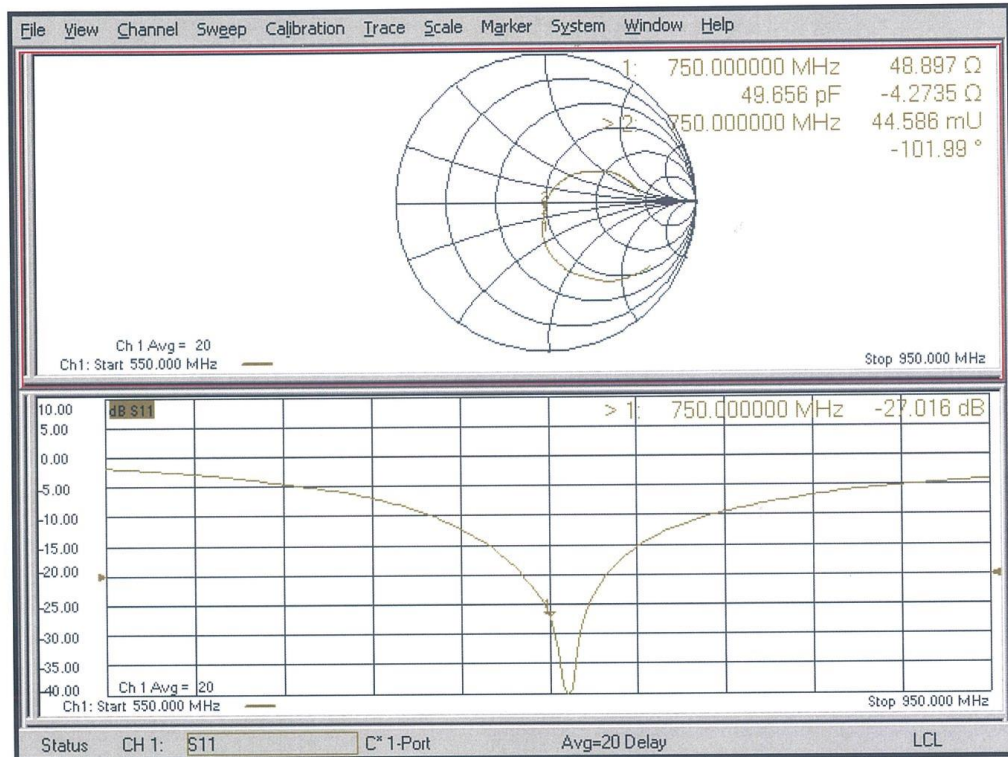 File View Channel Sweep Calibration Trace Scale Marker System Window Help
1: 750.000000 MHz 48.897 Ω
49.656 pF -4.2735 Ω
> 2: 750.000000 MHz 44.586 mU
-101.99 °
Ch 1 Avg = 20
Ch1: Start 550.000 MHz
Stop 950.000 MHz
10.00
dB S11
> 1: 750.000000 MHz -27.016 dB
5.00
0.00
-5.00
-10.00
-15.00
-20.00
-25.00
-30.00
-35.00
-40.00
1
Ch 1 Avg = 20
Ch1: Start 550.000 MHz
Stop 950.000 MHz
Status CH 1: S11 C* 1-Port Avg=20 Delay LCL